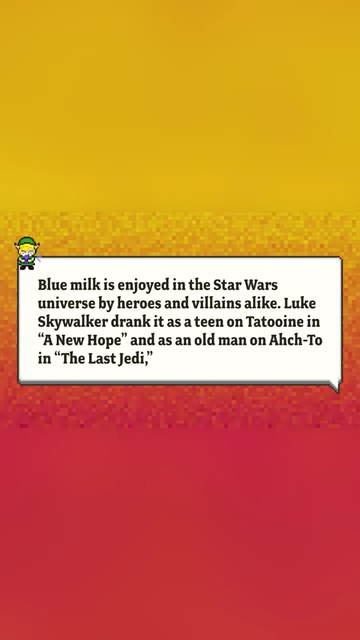 Blue milk is enjoyed in the Star Wars
universe by heroes and villains alike. Luke
Skywalker drank it as a teen on Tatooine in
“A New Hope” and as an old man on Ahch-To
in “The Last Jedi,”